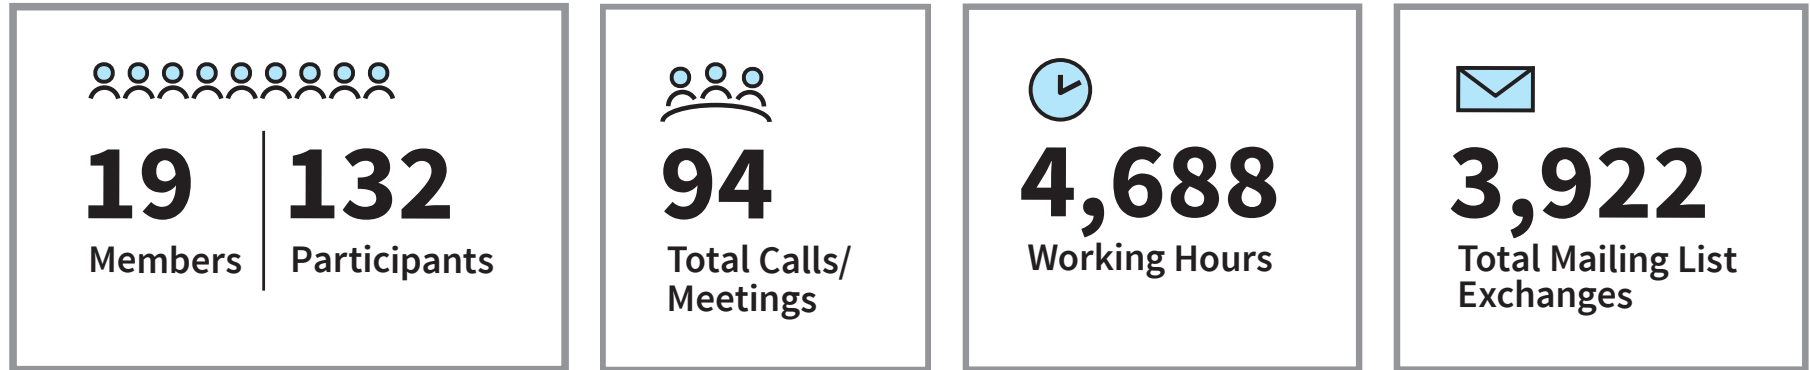 19
Members
132
Participants
94
Total Calls/
Meetings
4,688
Working Hours
3,922
Total Mailing List
Exchanges